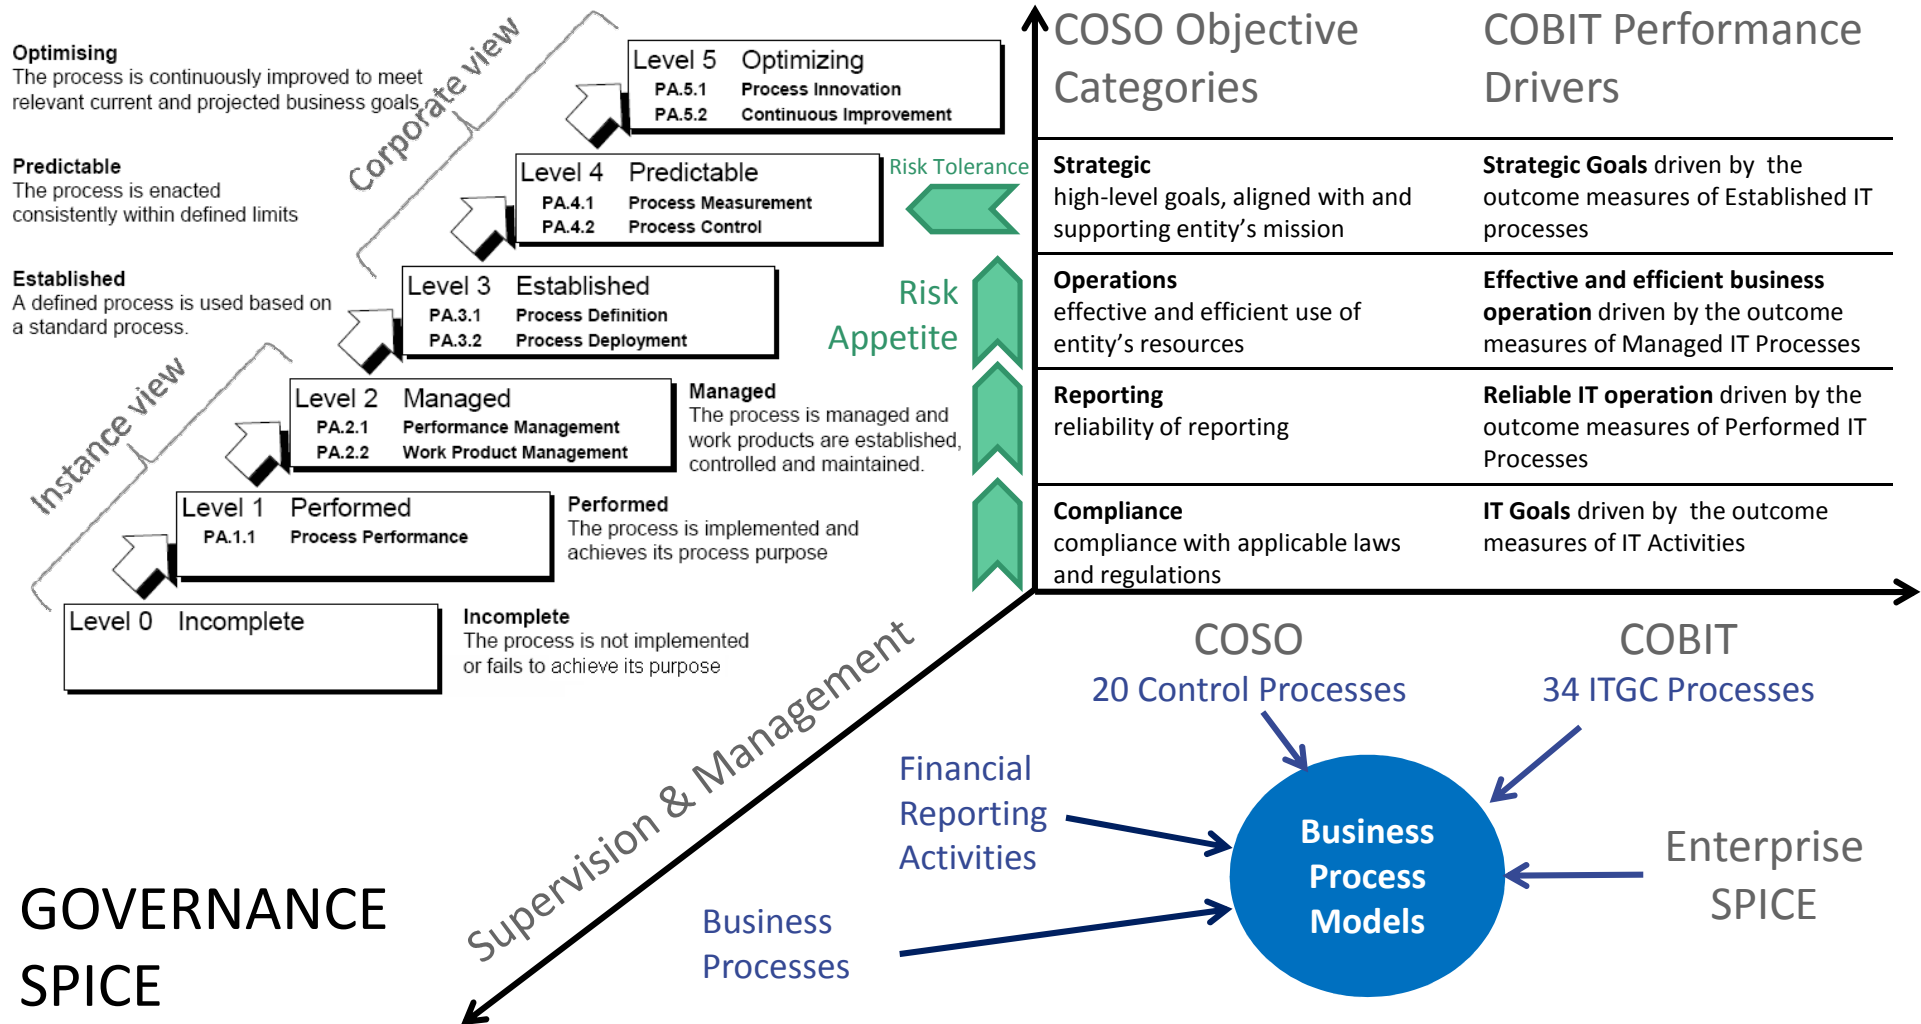 Optimising
The process is continuously improved to meet
relevant current and projected business goals
Predictable
The process is enacted
consistently within defined limits
Established
A defined process is used based on
a standard process.
Corporate view
Instance view
Level 5 Optimizing
PA.5.1 Process Innovation
PA.5.2 Continuous Improvement
Level 4 Predictable
PA.4.1 Process Measurement
PA.4.2 Process Control
Level 3 Established
PA.3.1 Process Definition
PA.3.2 Process Deployment
Level 2 Managed
PA.2.1 Performance Management
PA.2.2 Work Product Management
Managed
The process is managed and
work products are established,
controlled and maintained.
Level 1 Performed
PA.1.1 Process Performance
Performed
The process is implemented and
achieves its process purpose
Level 0 Incomplete
Incomplete
The process is not implemented
or fails to achieve its purpose
Risk Tolerance
Risk
Appetite
COSO Objective
Categories
COBIT Performance
Drivers
Strategic
high-level goals, aligned with and
supporting entity's mission
Strategic Goals driven by the
outcome measures of Established IT
processes
Operations
effective and efficient use of
entity's resources
Effective and efficient business
operation driven by the outcome
measures of Managed IT Processes
Reporting
reliability of reporting
Reliable IT operation driven by the
outcome measures of Performed IT
Processes
Compliance
compliance with applicable laws
and regulations
IT Goals driven by the outcome
measures of IT Activities
Supervision & Management
COSO
20 Control Processes
COBIT
34 ITGC Processes
Financial
Reporting
Activities
Business
Processes
Business
Process
Models
Enterprise
SPICE
GOVERNANCE
SPICE